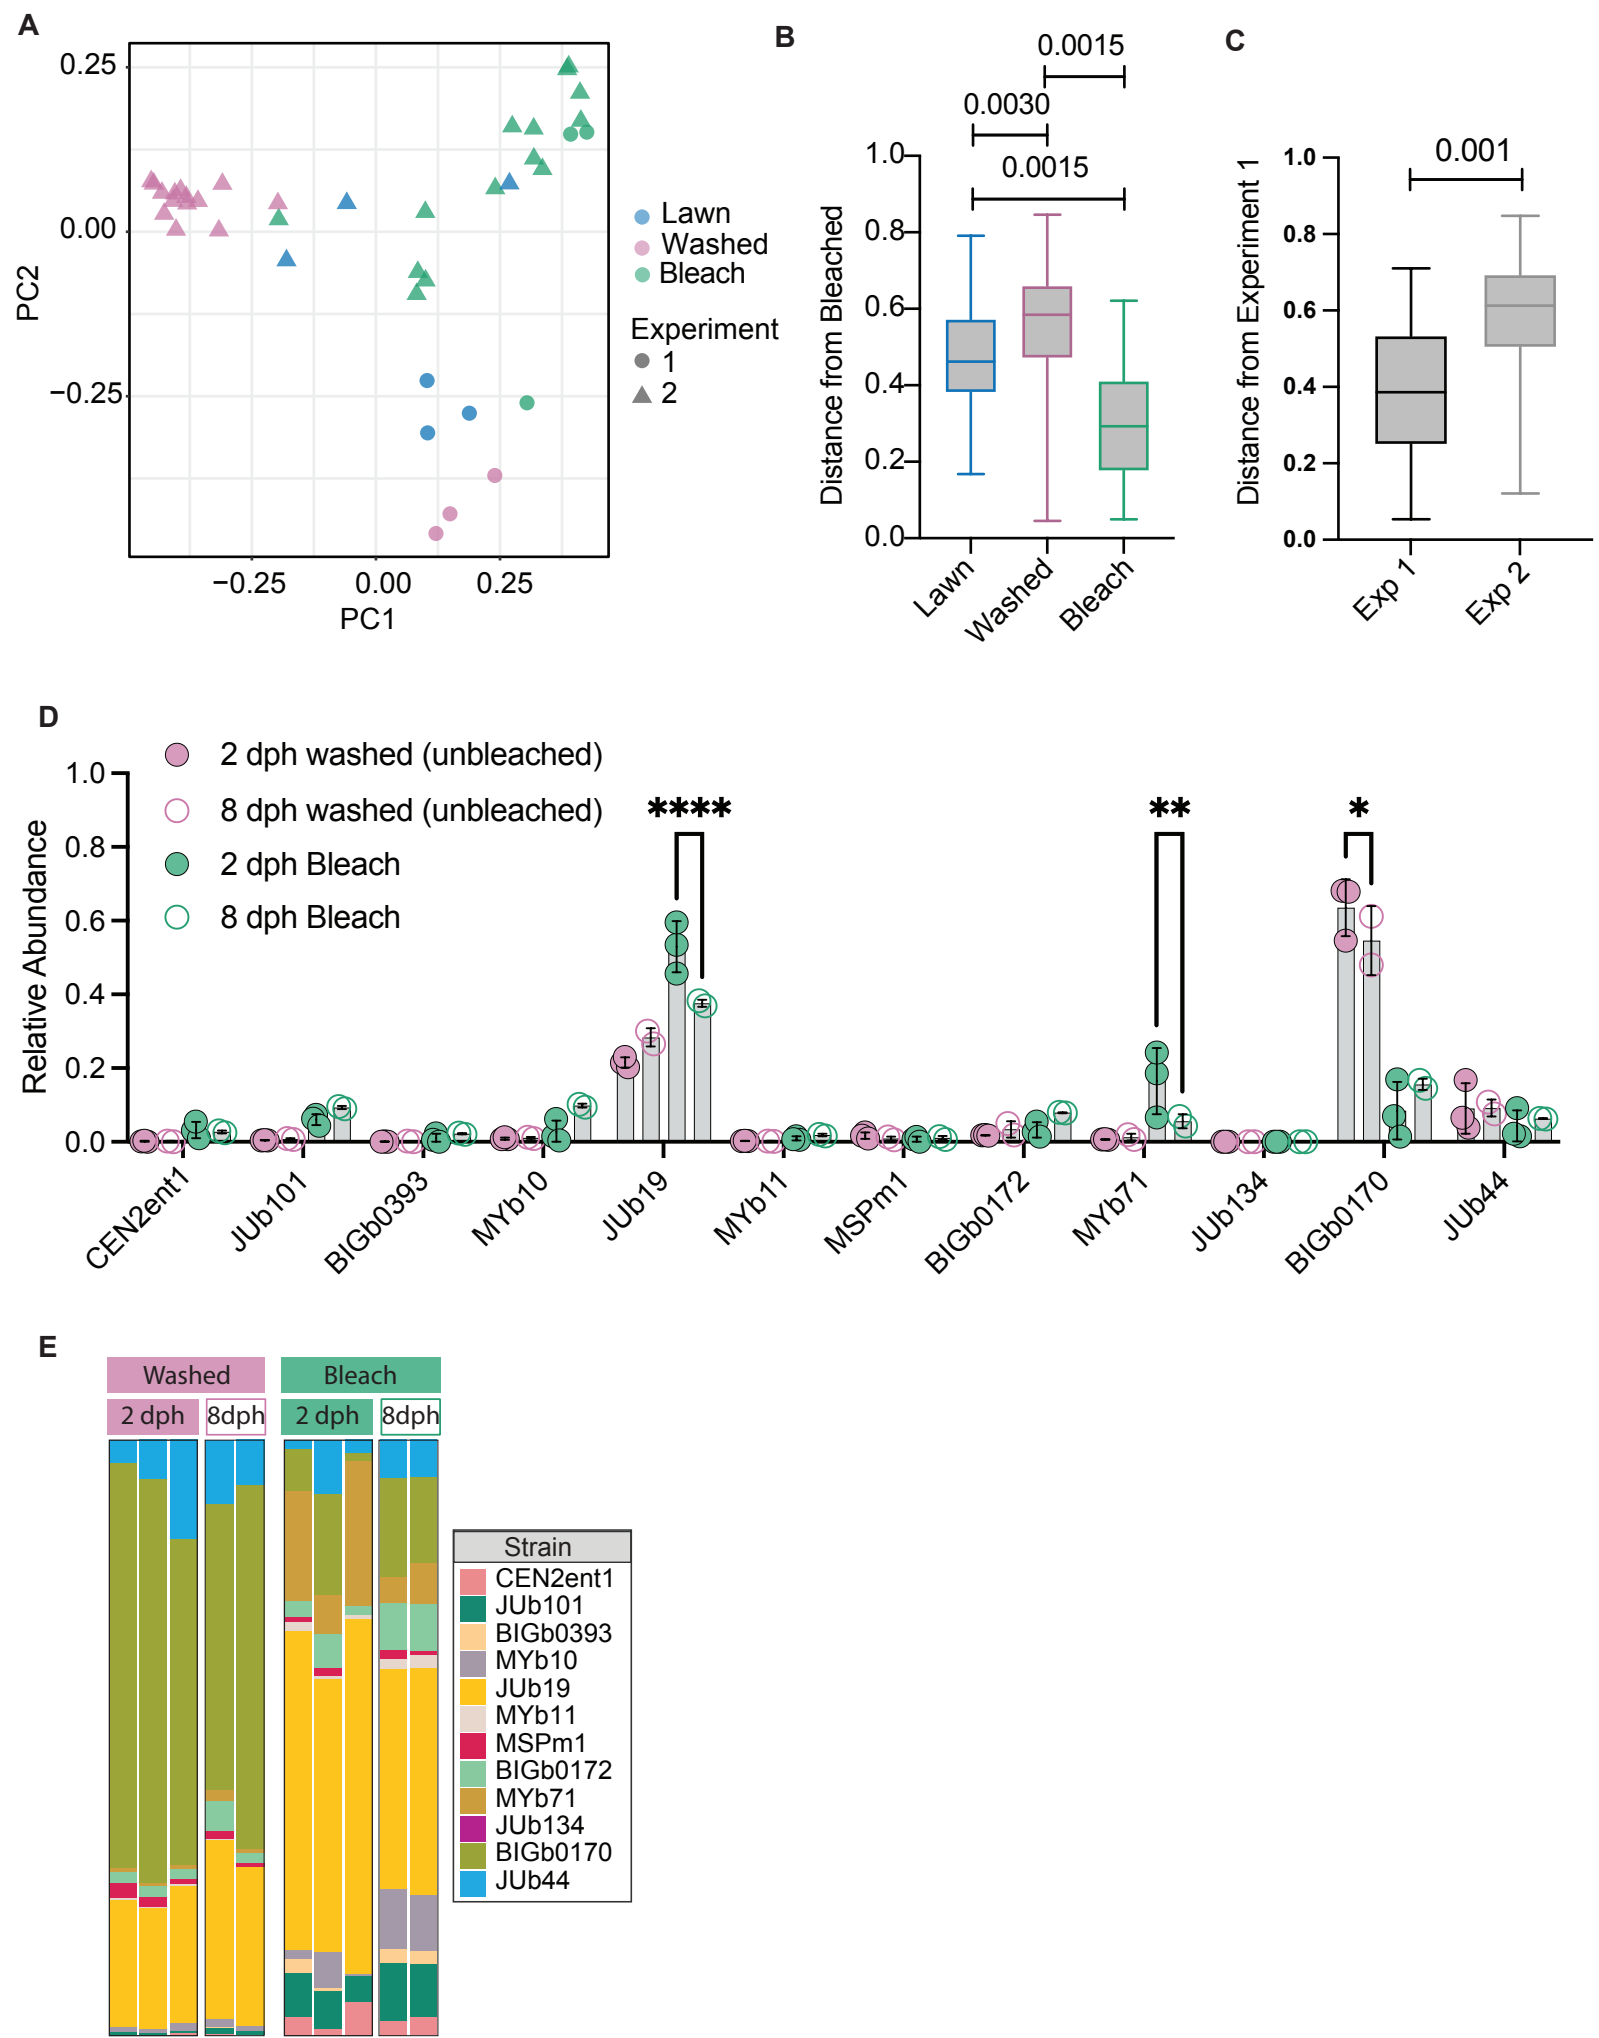 A
0.25
0.00
−0.25
PC2
−0.25
0.00
0.25
PC1
Lawn
Washed
Bleach
Experiment
1
2
B
0.0015
0.0030
0.0015
1.0
0.8
0.6
0.4
0.2
0.0
Distance from Bleached
Lawn
Washed
Bleach
C
0.001
1.0
0.8
0.6
0.4
0.2
0.0
Distance from Experiment 1
Exp 1
Exp 2
D
2 dph washed (unbleached)
8 dph washed (unbleached)
2 dph Bleach
8 dph Bleach
1.0
0.8
0.6
0.4
0.2
0.0
Relative Abundance
****
**
*
CEN2ent1
JUb101
BIGb0393
MYb10
JUb19
MYb11
MSPm1
BIGb0172
MYb71
JUb134
BIGb0170
JUb44
E
Washed
Bleach
2 dph
8dph
2 dph
8dph
Strain
CEN2ent1
JUb101
BIGb0393
MYb10
JUb19
MYb11
MSPm1
BIGb0172
MYb71
JUb134
BIGb0170
JUb44